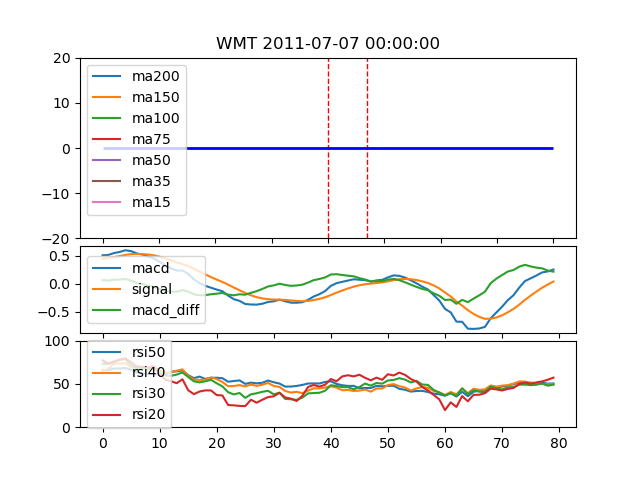 WMT 2011-07-07 00:00:00
20
10
0
−10
−20
ma200
ma150
ma100
ma75
ma50
ma35
ma15
0.5
0.0
−0.5
macd
signal
macd_diff
100
50
0
rsi50
rsi40
rsi30
rsi20
0 10 20 30 40 50 60 70 80